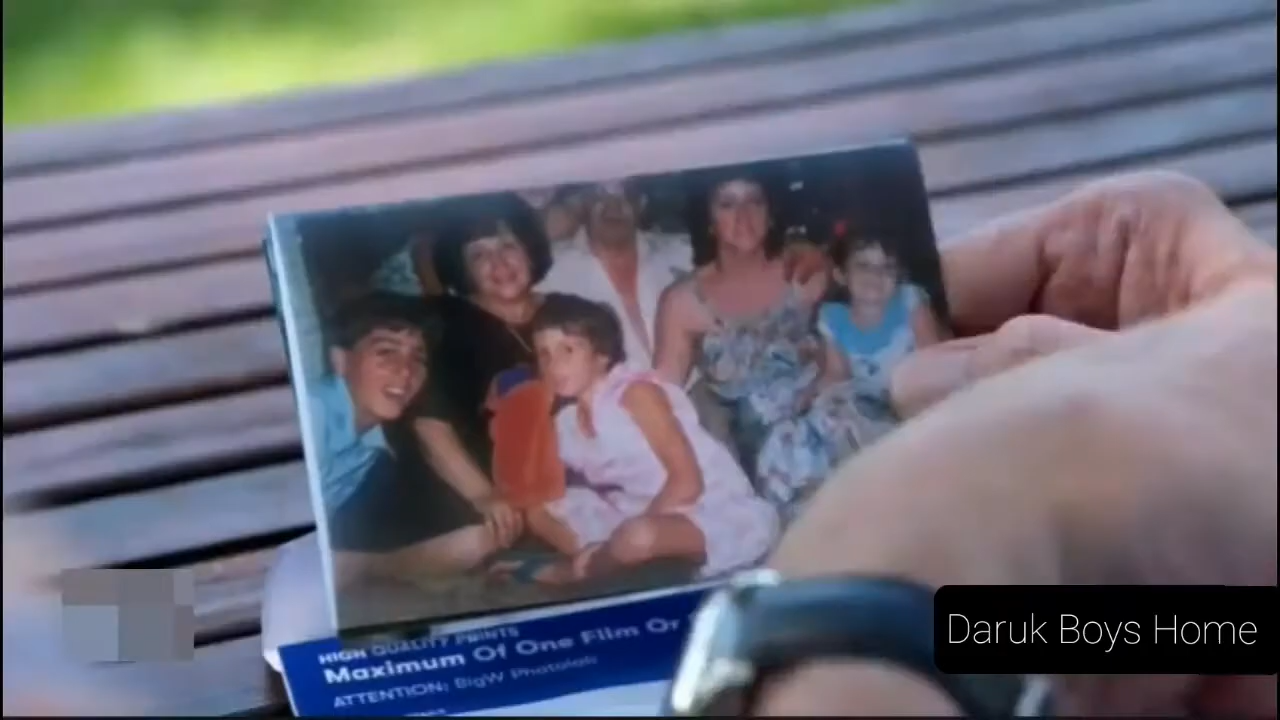 HIGH QUALITY PRINTS
Maximum Of One Film Or
ATTENTION: BigW Photolab
Daruk Boys Home